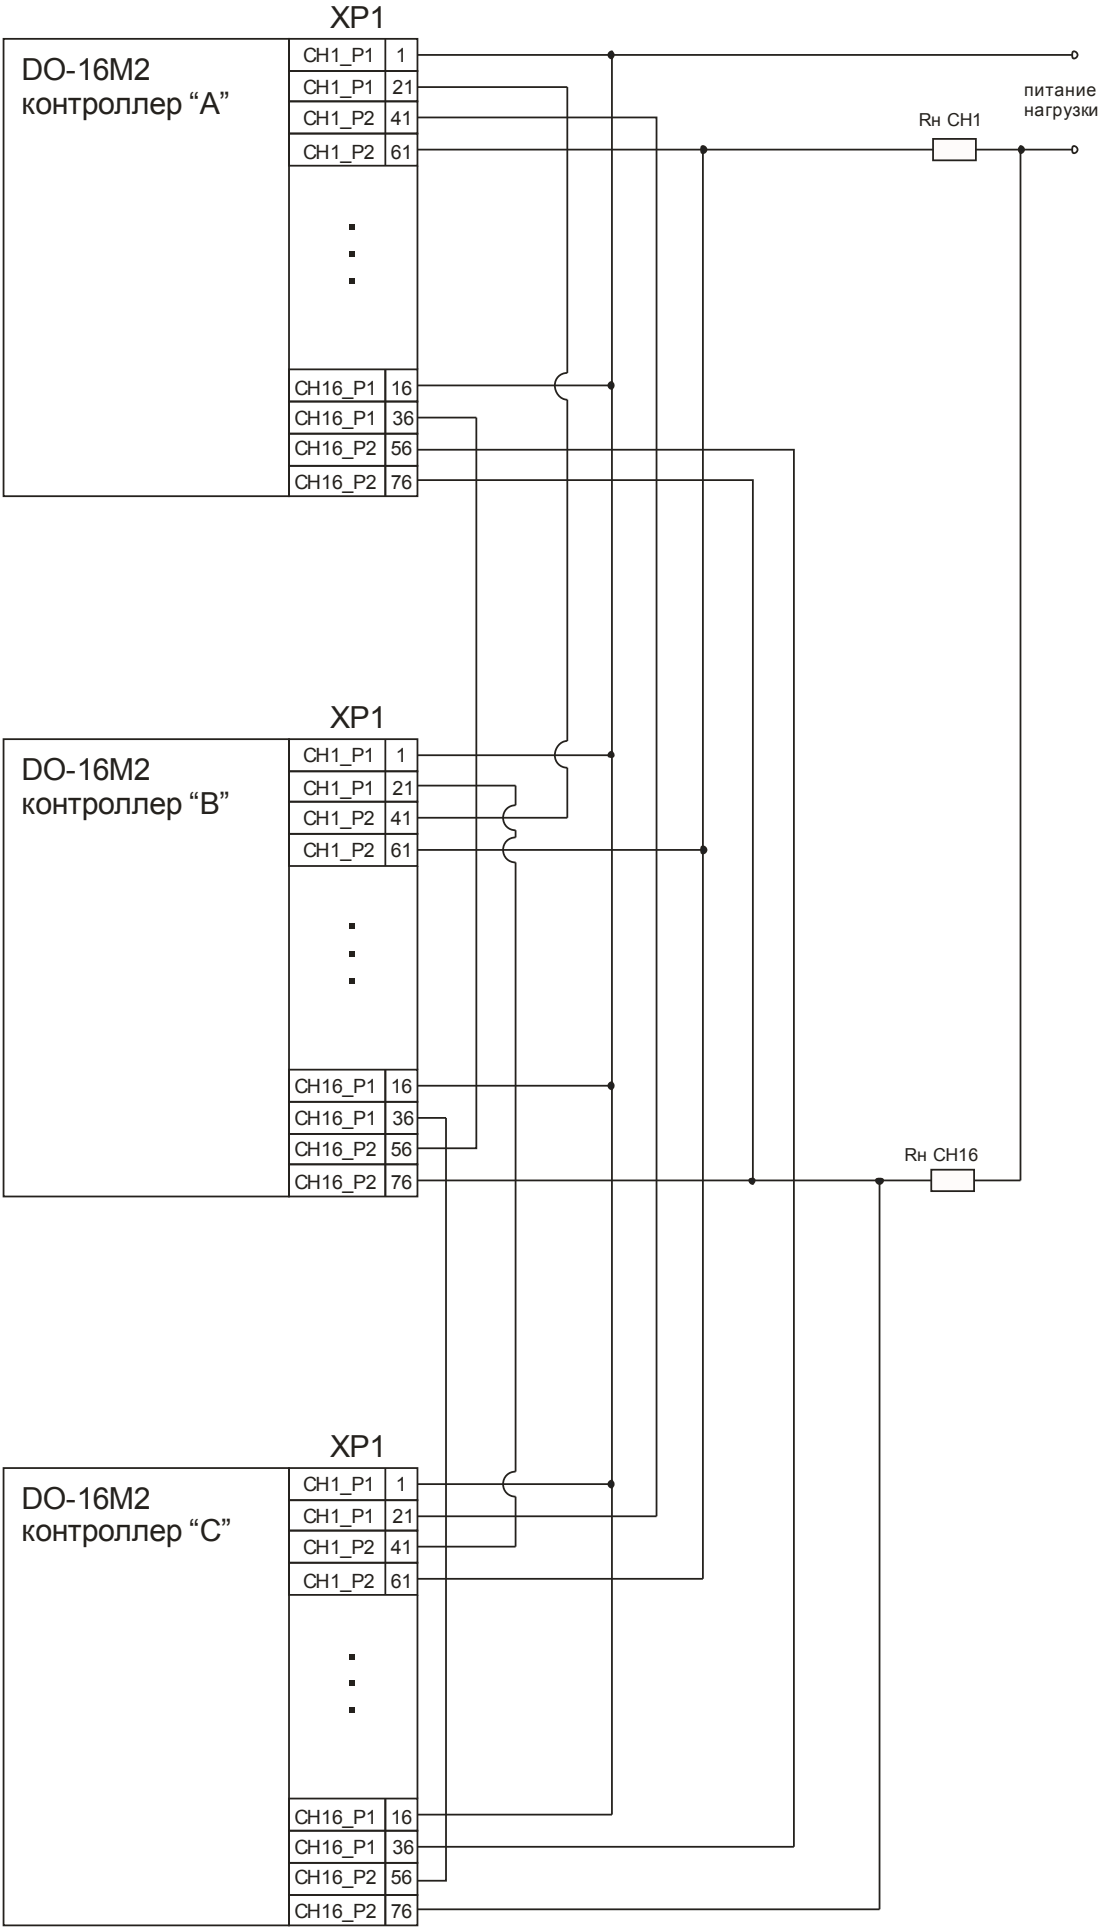 XP1
DO-16M2
контроллер “A”
CH1_P1 1
CH1_P1 21
CH1_P2 41
CH1_P2 61
питание
нагрузки
Rн CH1
CH16_P1 16
CH16_P1 36
CH16_P2 56
CH16_P2 76
XP1
DO-16M2
контроллер “B”
CH1_P1 1
CH1_P1 21
CH1_P2 41
CH1_P2 61
CH16_P1 16
CH16_P1 36
CH16_P2 56
CH16_P2 76
Rн CH16
XP1
DO-16M2
контроллер “C”
CH1_P1 1
CH1_P1 21
CH1_P2 41
CH1_P2 61
CH16_P1 16
CH16_P1 36
CH16_P2 56
CH16_P2 76